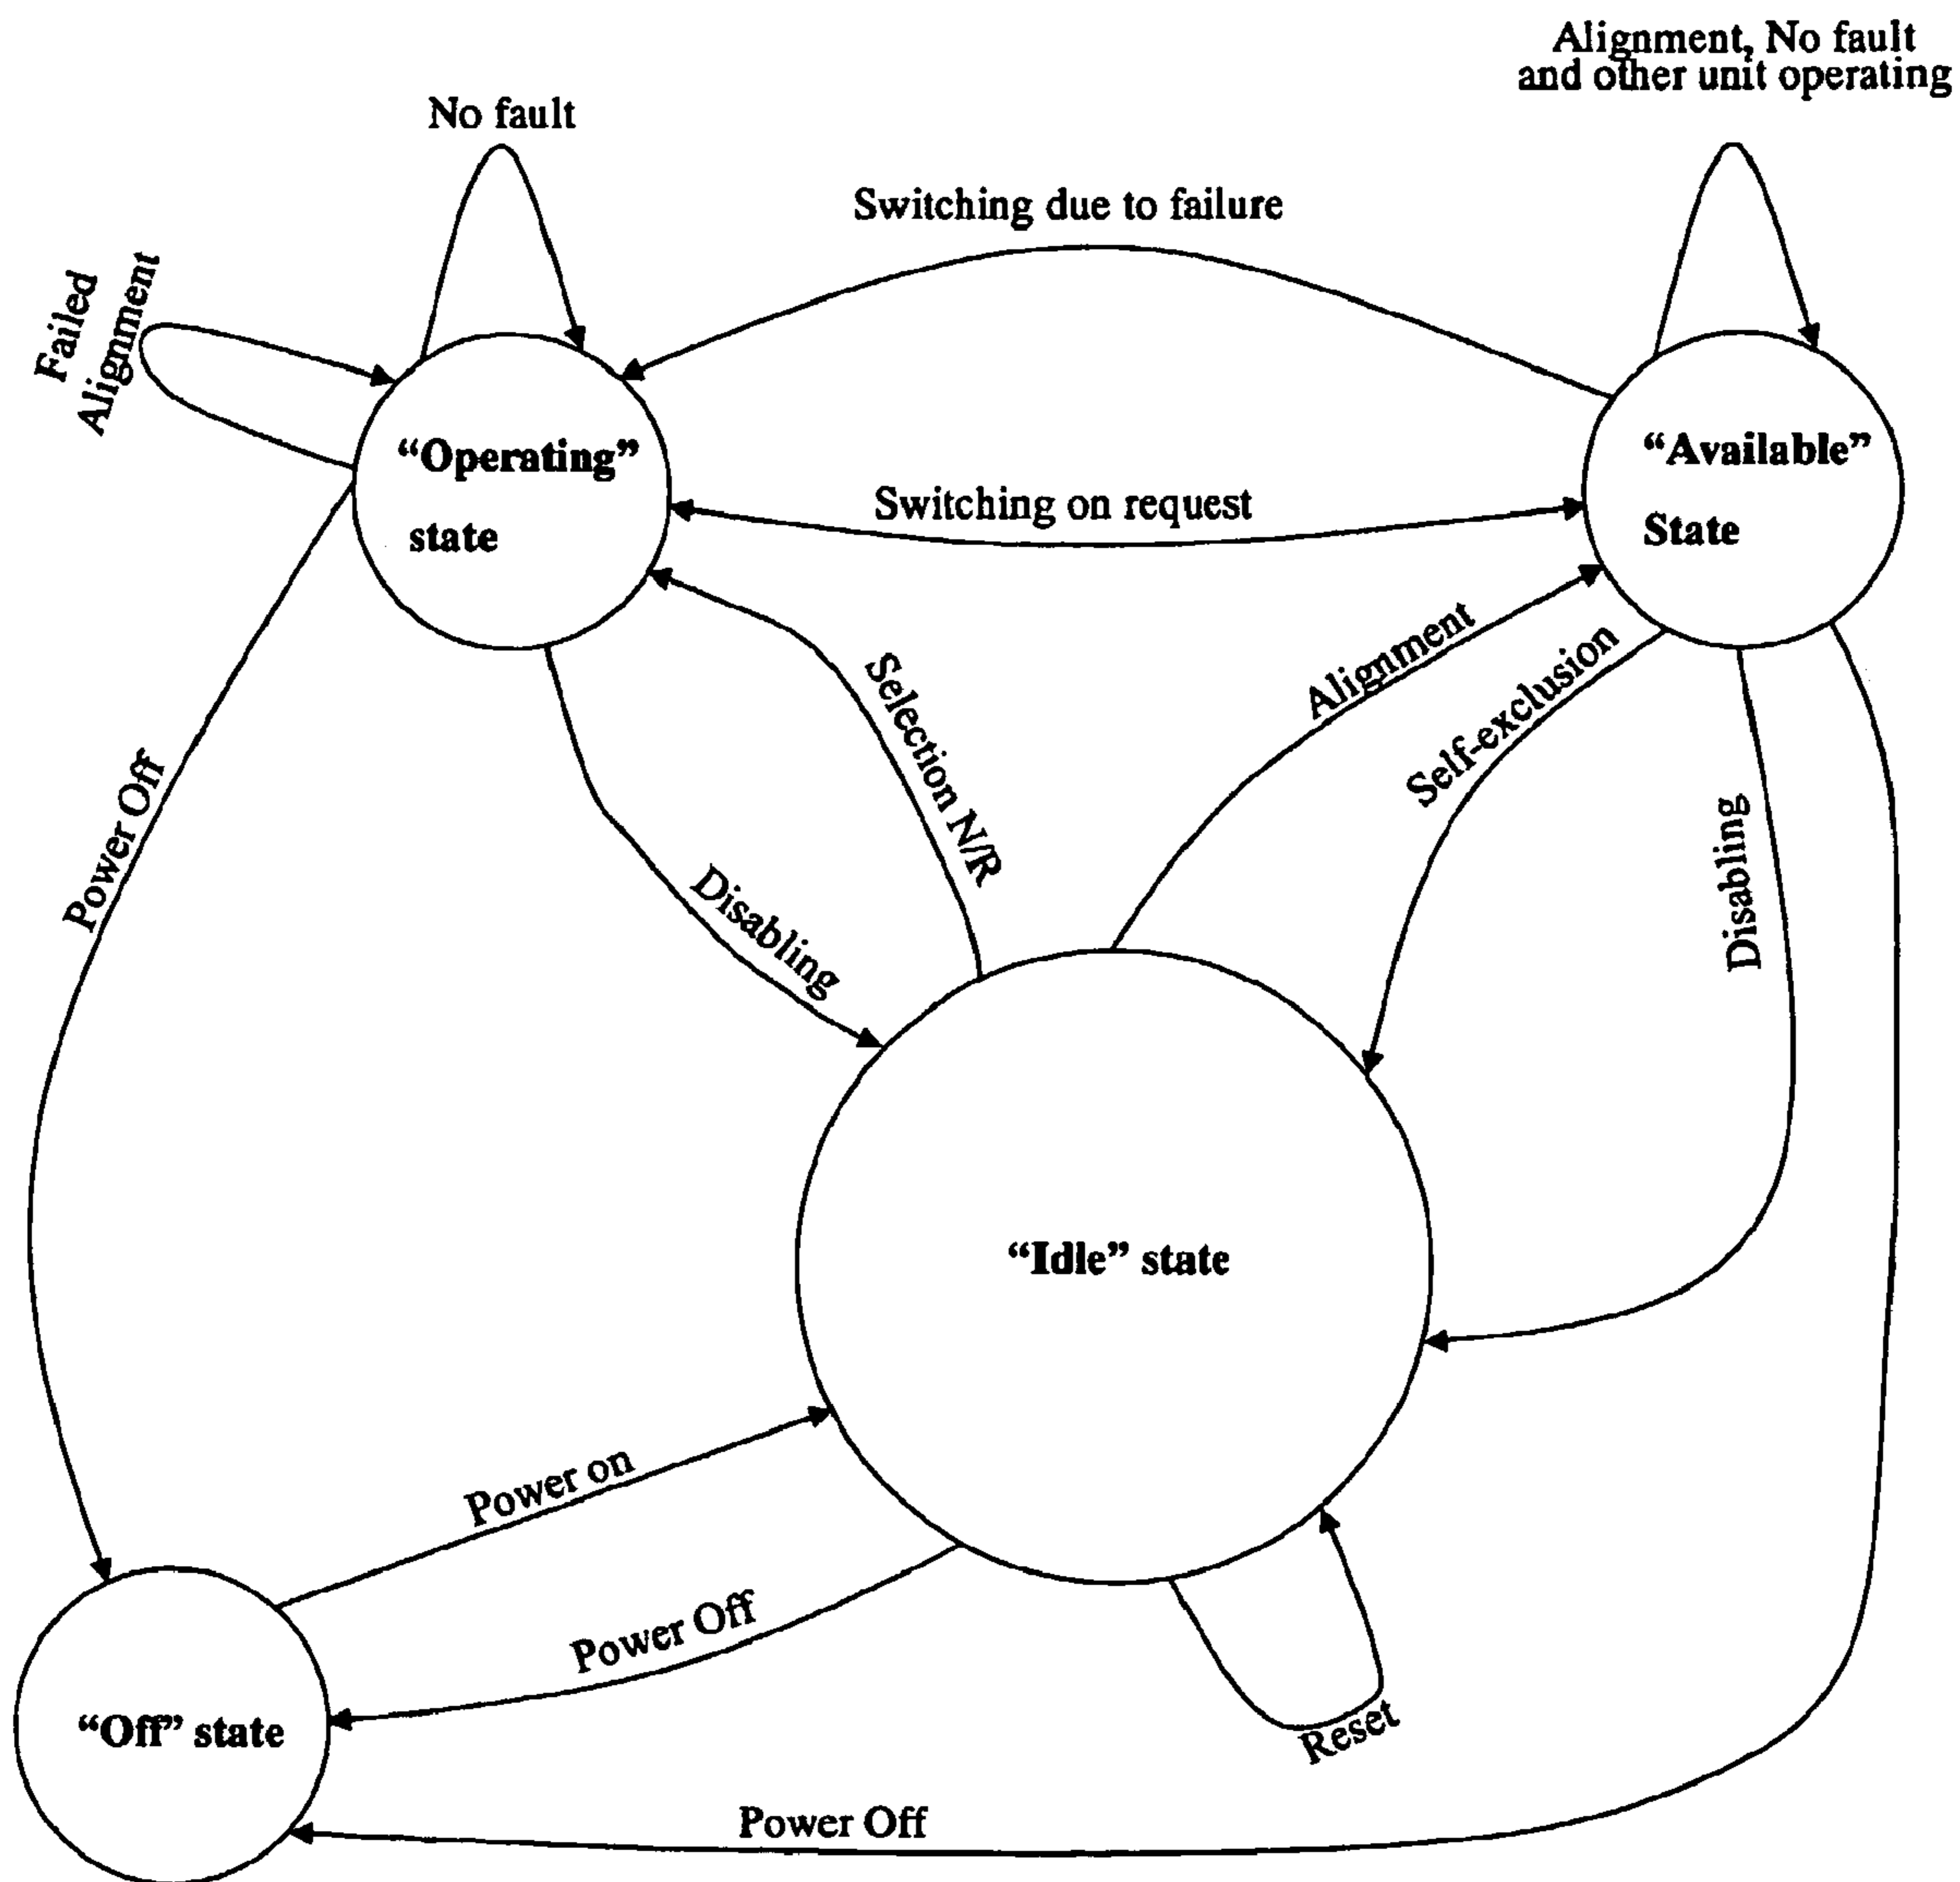 Alignment, No fault
and other unit operating
No fault
Switching due to failure
Failed
Alignment
“Operating”
state
“Available”
State
Switching on request
Alignment
Self-exclusion
Selection N/R
Power Off
Disabling
Disabling
“Idle” state
Power on
Power Off
“Off” state
Reset
Power Off